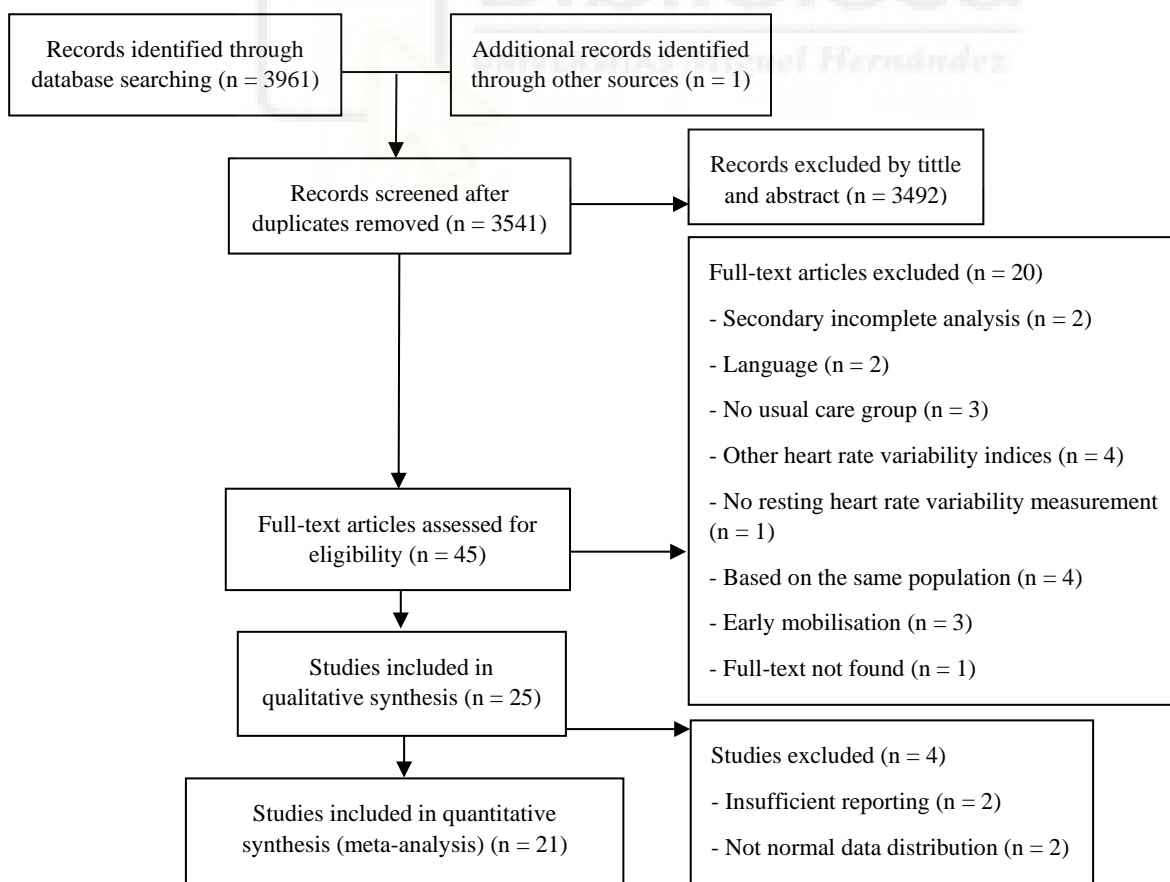 Biblioteca
UNIVERSITAS Miguel Hernández
Records identified through
database searching (n = 3961)
Additional records identified
through other sources (n = 1)
Records screened after
duplicates removed (n = 3541)
Records excluded by tittle
and abstract (n = 3492)
Full-text articles excluded (n = 20)
- Secondary incomplete analysis (n = 2)
- Language (n = 2)
- No usual care group (n = 3)
- Other heart rate variability indices (n = 4)
- No resting heart rate variability measurement
(n = 1)
- Based on the same population (n = 4)
- Early mobilisation (n = 3)
- Full-text not found (n = 1)
Full-text articles assessed for
eligibility (n = 45)
Studies included in
qualitative synthesis (n = 25)
Studies excluded (n = 4)
- Insufficient reporting (n = 2)
- Not normal data distribution (n = 2)
Studies included in quantitative
synthesis (meta-analysis) (n = 21)